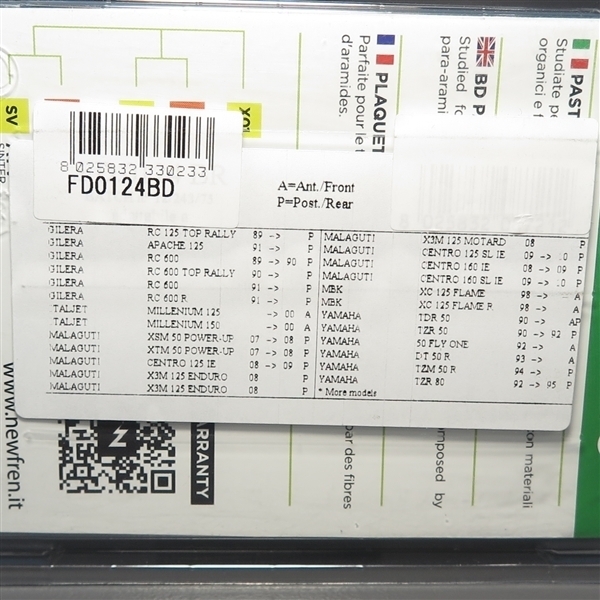 SV
SINTER
XO'
PLAQUET
Parfaite pour le f
d'aramides.
BD P
Studied fo
para-arami
PAST
Studiate pe
organici e f
8 025832 330233
FD0124BD
A=Ant./Front
P=Post./Rear
GILERA RC 125 TOP RALLY 89 -> P
GILERA APACHE 125 91 -> P
GILERA RC 600 89 -> 90 P
GILERA RC 600 TOP RALLY 90 -> P
GILERA RC 600 91 -> P
GILERA RC 600 R 91 -> P
ITALJET MILLENIUM 125 -> 00 A
ITALJET MILLENIUM 150 -> 00 A
MALAGUTI XSM 50 POWER-UP 07 -> 08 P
MALAGUTI XTM 50 POWER-UP 07 -> 08 P
MALAGUTI CENTRO 125 IE 08 -> 09 P
MALAGUTI X3M 125 ENDURO 08 P
MALAGUTI X3M 125 ENDURO 08 P
MALAGUTI X3M 125 MOTARD 08 P
MALAGUTI CENTRO 125 SL IE 09 -> 10 P
MALAGUTI CENTRO 160 IE 08 -> 09 P
MALAGUTI CENTRO 160 SL IE 09 -> 10 P
MBK XC 125 FLAME 98 -> A
MBK XC 125 FLAME R 98 -> A
YAMAHA TDR 50 90 -> AP
YAMAHA TZR 50 90 -> 92 P
YAMAHA 50 FLY ONE 92 -> A
YAMAHA DT 50 R 93 -> A
YAMAHA TZM 50 R 94 -> P
YAMAHA TZR 80 92 -> 95 P
* More models
www.newfren.it
WARRANTY
par des fibres
omposed by
con materiali